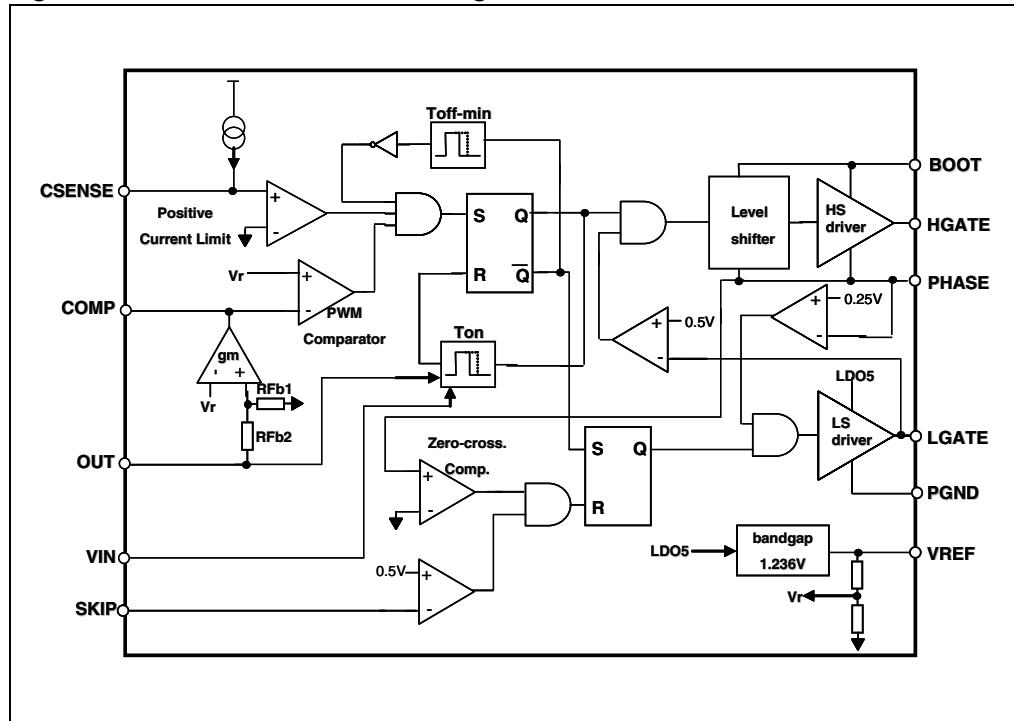 Toff-min
CSENSE
+
-
Positive
Current Limit
S
Q
R
Q
Level
shifter
HS
driver
BOOT
HGATE
PHASE
Vr
+
-
PWM
Comparator
COMP
gm
- +
Vr
RFb1
RFb2
Ton
+
0.5V
-
+
0.25V
-
LDO5
LS
driver
LGATE
PGND
OUT
Zero-cross.
Comp.
+
-
S
Q
R
VIN
0.5V
+
-
SKIP
LDO5
bandgap
1.236V
VREF
Vr